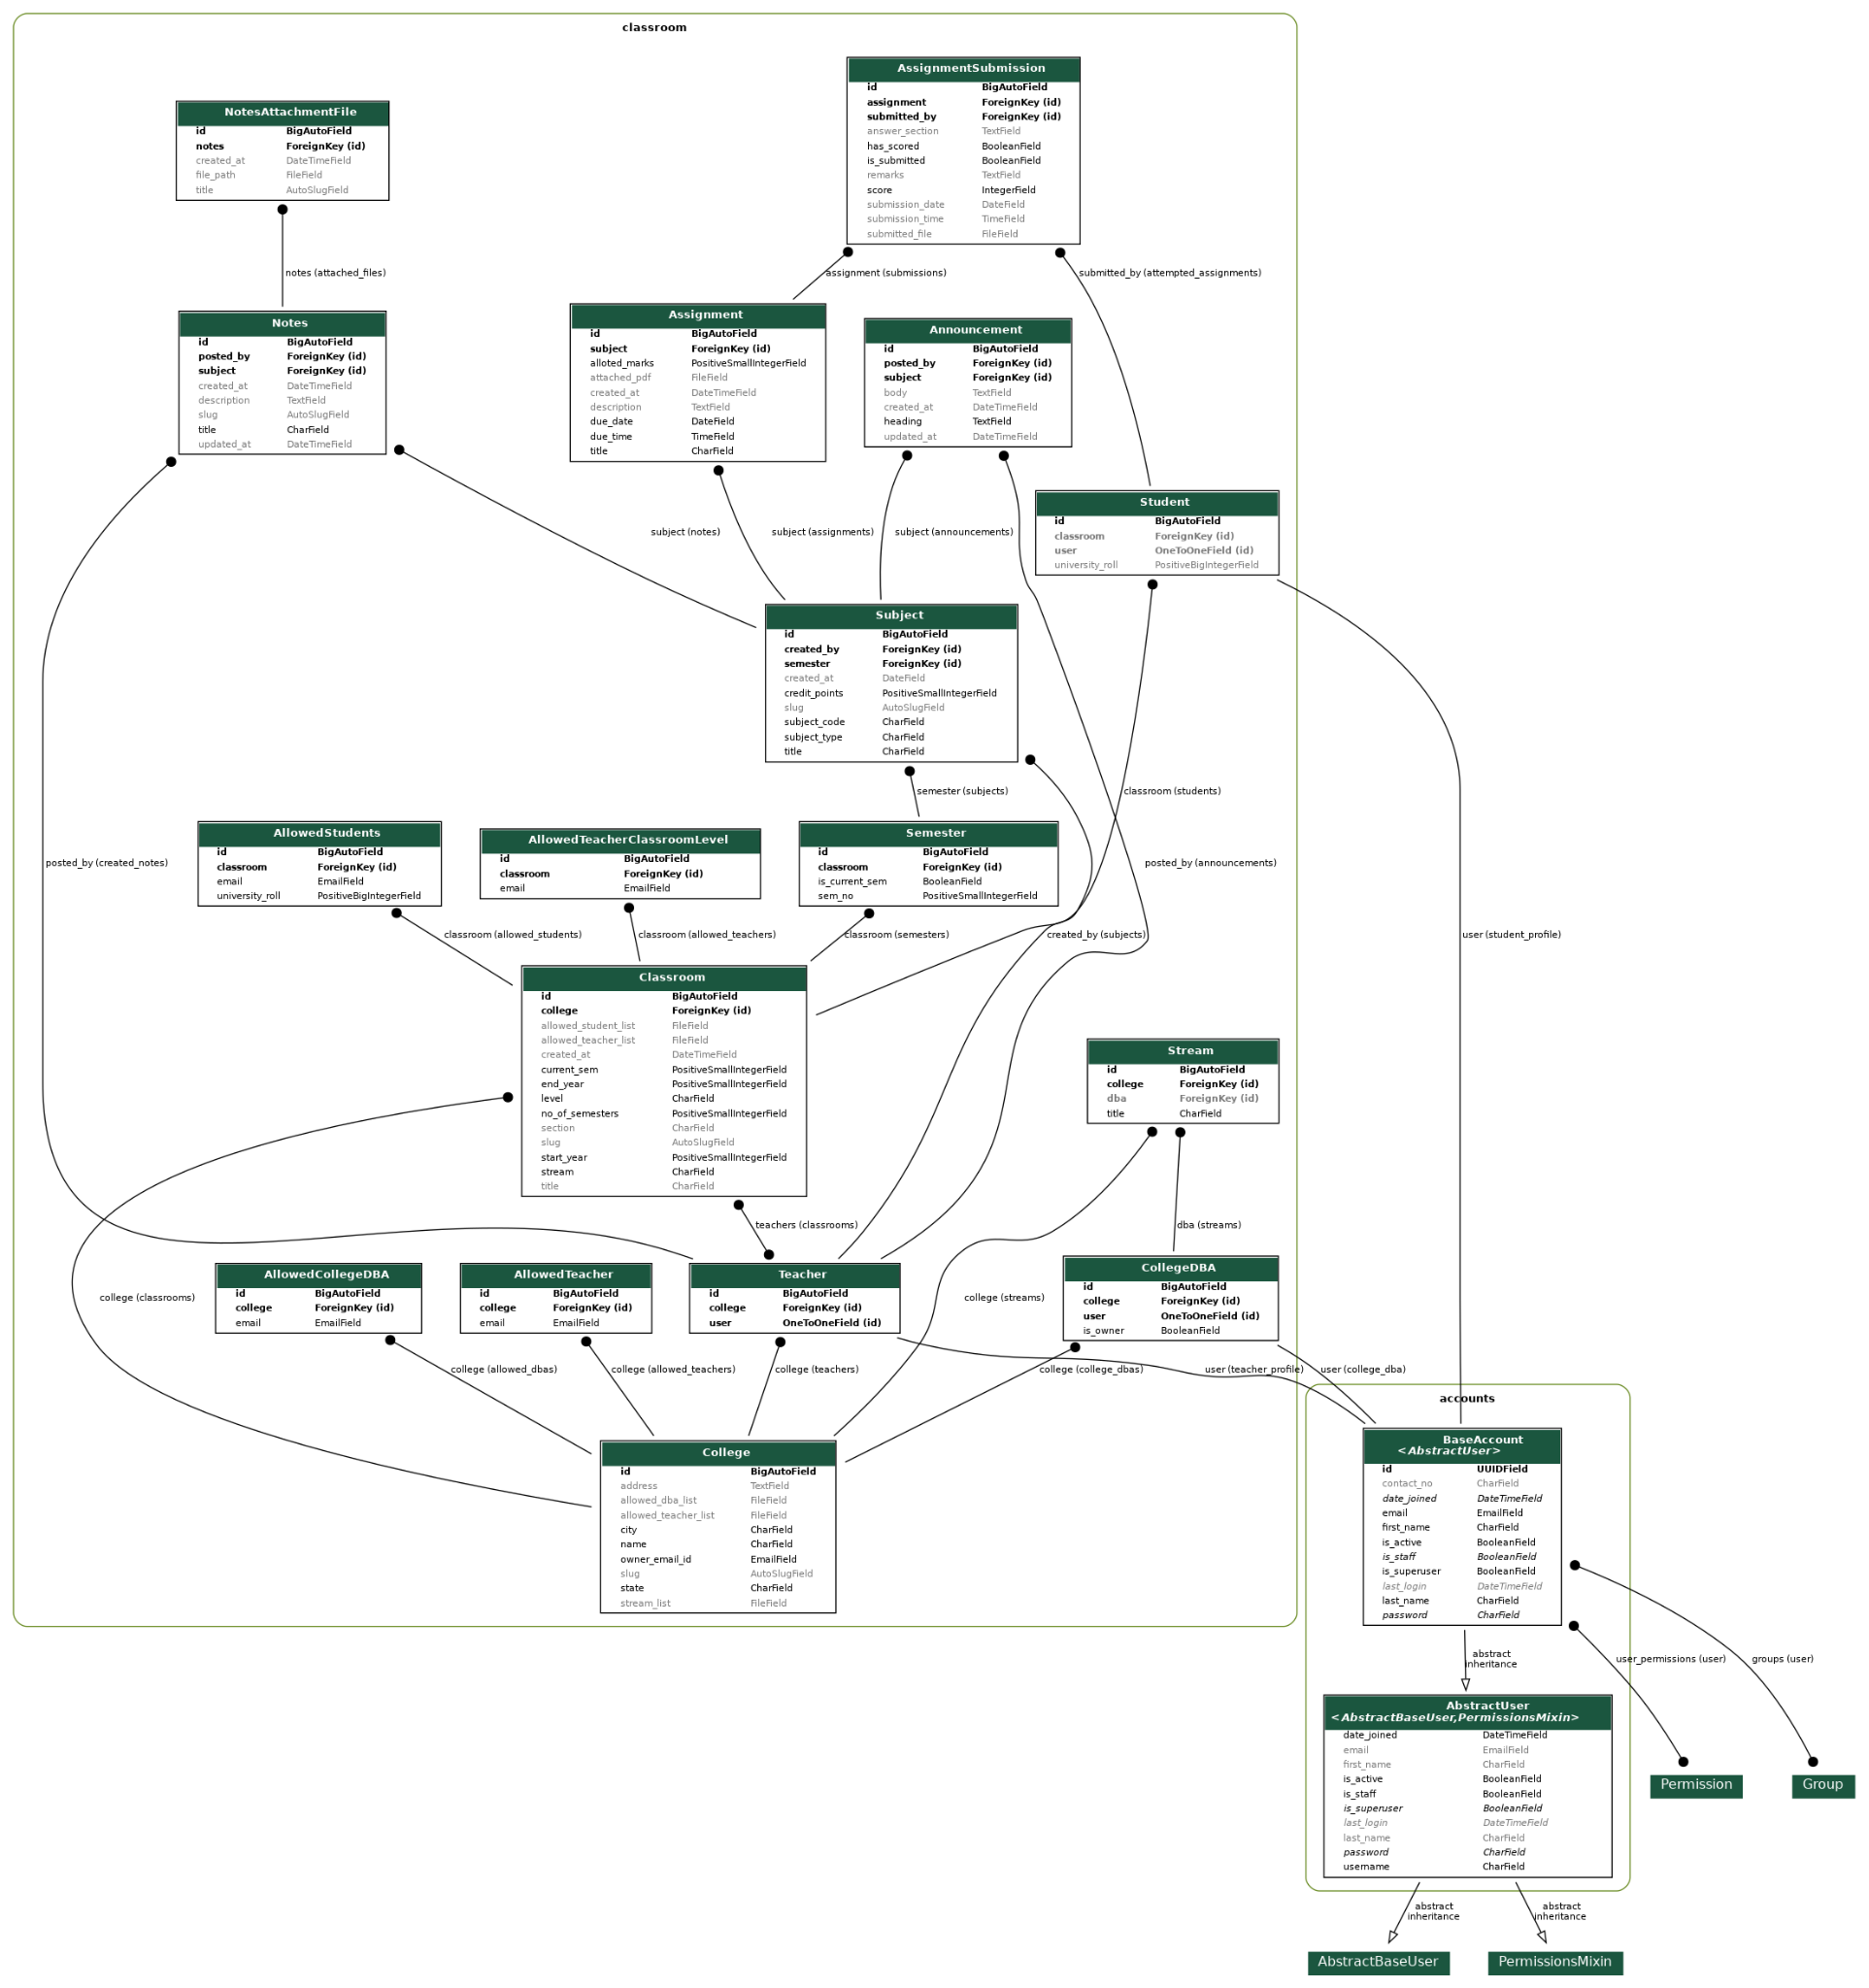 classroom
AssignmentSubmission
id BigAutoField
assignment ForeignKey (id)
submitted_by ForeignKey (id)
answer_section TextField
has_scored BooleanField
is_submitted BooleanField
remarks TextField
score IntegerField
submission_date DateField
submission_time TimeField
submitted_file FileField
NotesAttachmentFile
id BigAutoField
notes ForeignKey (id)
created_at DateTimeField
file_path FileField
title AutoSlugField
notes (attached_files)
assignment (submissions)
submitted_by (attempted_assignments)
Notes
id BigAutoField
posted_by ForeignKey (id)
subject ForeignKey (id)
created_at DateTimeField
description TextField
slug AutoSlugField
title CharField
updated_at DateTimeField
Assignment
id BigAutoField
subject ForeignKey (id)
alloted_marks PositiveSmallIntegerField
attached_pdf FileField
created_at DateTimeField
description TextField
due_date DateField
due_time TimeField
title CharField
Announcement
id BigAutoField
posted_by ForeignKey (id)
subject ForeignKey (id)
body TextField
created_at DateTimeField
heading TextField
updated_at DateTimeField
Student
id BigAutoField
classroom ForeignKey (id)
user OneToOneField (id)
university_roll PositiveBigIntegerField
subject (notes)
subject (assignments)
subject (announcements)
Subject
id BigAutoField
created_by ForeignKey (id)
semester ForeignKey (id)
created_at DateField
credit_points PositiveSmallIntegerField
slug AutoSlugField
subject_code CharField
subject_type CharField
title CharField
semester (subjects)
classroom (students)
AllowedStudents
id BigAutoField
classroom ForeignKey (id)
email EmailField
university_roll PositiveBigIntegerField
AllowedTeacherClassroomLevel
id BigAutoField
classroom ForeignKey (id)
email EmailField
Semester
id BigAutoField
classroom ForeignKey (id)
is_current_sem BooleanField
sem_no PositiveSmallIntegerField
posted_by (created_notes)
posted_by (announcements)
classroom (allowed_students)
classroom (allowed_teachers)
classroom (semesters)
created_by (subjects)
user (student_profile)
Classroom
id BigAutoField
college ForeignKey (id)
allowed_student_list FileField
allowed_teacher_list FileField
created_at DateTimeField
current_sem PositiveSmallIntegerField
end_year PositiveSmallIntegerField
level CharField
no_of_semesters PositiveSmallIntegerField
section CharField
slug AutoSlugField
start_year PositiveSmallIntegerField
stream CharField
title CharField
Stream
id BigAutoField
college ForeignKey (id)
dba ForeignKey (id)
title CharField
teachers (classrooms)
dba (streams)
AllowedCollegeDBA
id BigAutoField
college ForeignKey (id)
email EmailField
AllowedTeacher
id BigAutoField
college ForeignKey (id)
email EmailField
Teacher
id BigAutoField
college ForeignKey (id)
user OneToOneField (id)
CollegeDBA
id BigAutoField
college ForeignKey (id)
user OneToOneField (id)
is_owner BooleanField
college (classrooms)
college (streams)
college (allowed_dbas)
college (allowed_teachers)
college (teachers)
college (college_dbas)
user (teacher_profile)
user (college_dba)
College
id BigAutoField
address TextField
allowed_dba_list FileField
allowed_teacher_list FileField
city CharField
name CharField
owner_email_id EmailField
slug AutoSlugField
state CharField
stream_list FileField
accounts
BaseAccount
<AbstractUser>
id UUIDField
contact_no CharField
date_joined DateTimeField
email EmailField
first_name CharField
is_active BooleanField
is_staff BooleanField
is_superuser BooleanField
last_login DateTimeField
last_name CharField
password CharField
abstract
inheritance
user_permissions (user)
groups (user)
AbstractUser
<AbstractBaseUser,PermissionsMixin>
date_joined DateTimeField
email EmailField
first_name CharField
is_active BooleanField
is_staff BooleanField
is_superuser BooleanField
last_login DateTimeField
last_name CharField
password CharField
username CharField
Permission
Group
abstract
inheritance
abstract
inheritance
AbstractBaseUser
PermissionsMixin